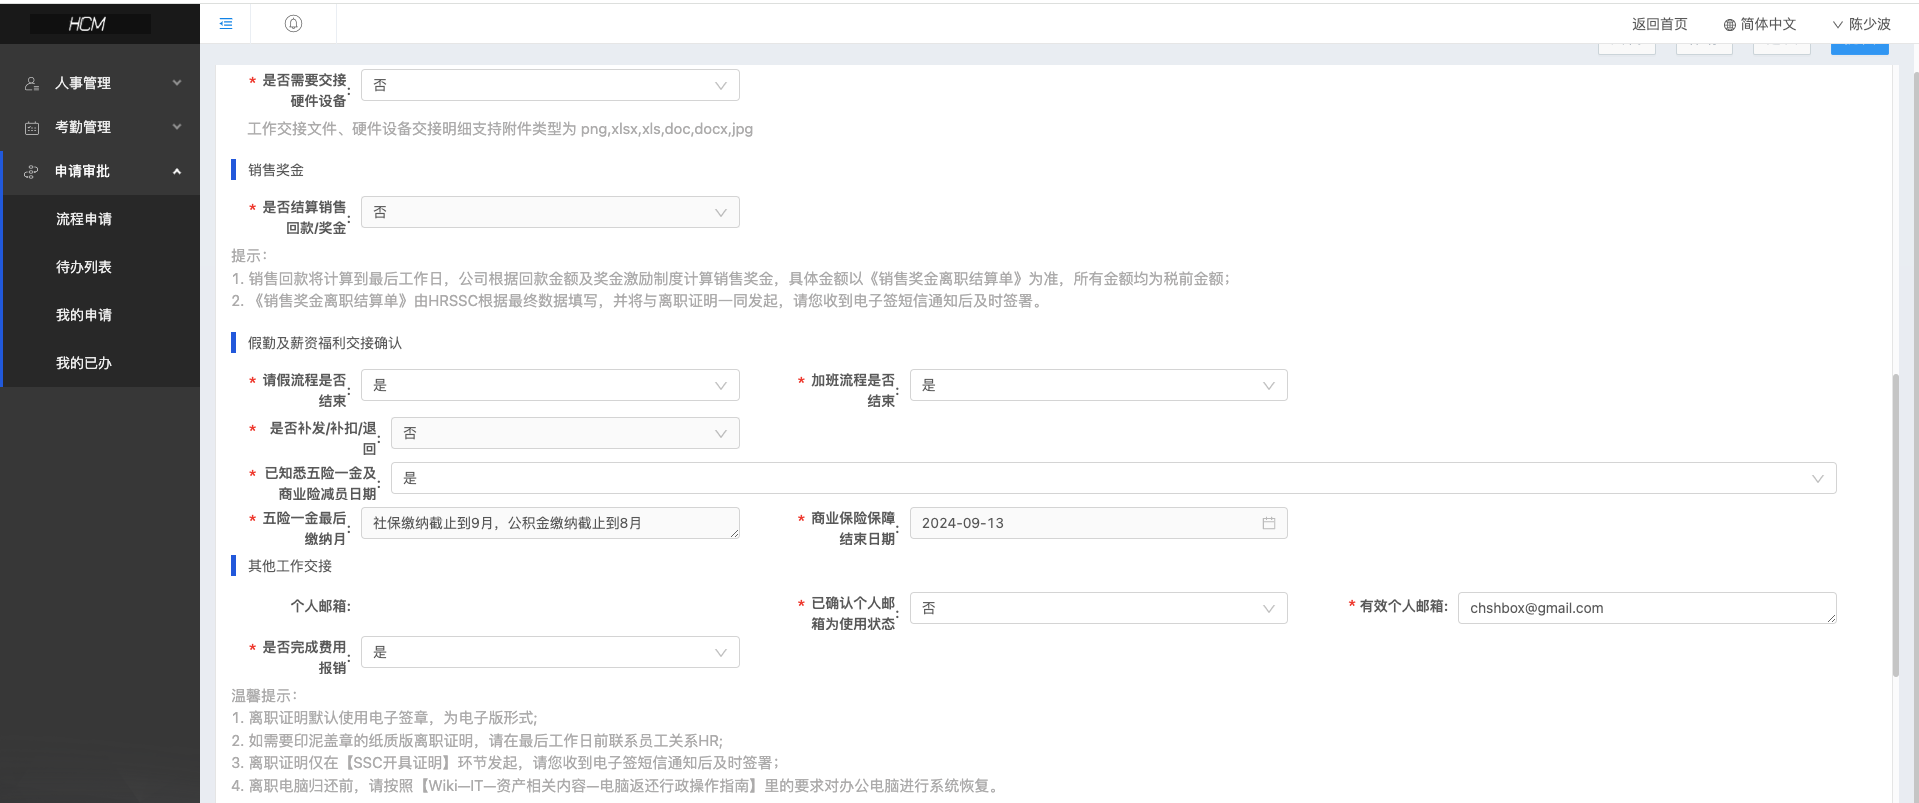 HCM
返回首页
简体中文
陈少波
人事管理
考勤管理
申请审批
流程申请
待办列表
我的申请
我的已办
* 是否需要交接硬件设备: 否
工作交接文件、硬件设备交接明细支持附件类型为 png,xlsx,xls,doc,docx,jpg
销售奖金
* 是否结算销售回款/奖金: 否
提示：
1. 销售回款将计算到最后工作日，公司根据回款金额及奖金激励制度计算销售奖金，具体金额以《销售奖金离职结算单》为准，所有金额均为税前金额；
2. 《销售奖金离职结算单》由HRSSC根据最终数据填写，并将与离职证明一同发起，请您收到电子签短信通知后及时签署。
假勤及薪资福利交接确认
* 请假流程是否结束: 是
* 加班流程是否结束: 是
* 是否补发/补扣/退回: 否
* 已知悉五险一金及商业险减员日期: 是
* 五险一金最后缴纳月: 社保缴纳截止到9月，公积金缴纳截止到8月
* 商业保险保障结束日期: 2024-09-13
其他工作交接
个人邮箱:
* 已确认个人邮箱为使用状态: 否
* 有效个人邮箱: chshbox@gmail.com
* 是否完成费用报销: 是
温馨提示：
1. 离职证明默认使用电子签章，为电子版形式;
2. 如需要印泥盖章的纸质版离职证明，请在最后工作日前联系员工关系HR;
3. 离职证明仅在【SSC开具证明】环节发起，请您收到电子签短信通知后及时签署；
4. 离职电脑归还前，请按照【Wiki—IT—资产相关内容—电脑返还行政操作指南】里的要求对办公电脑进行系统恢复。